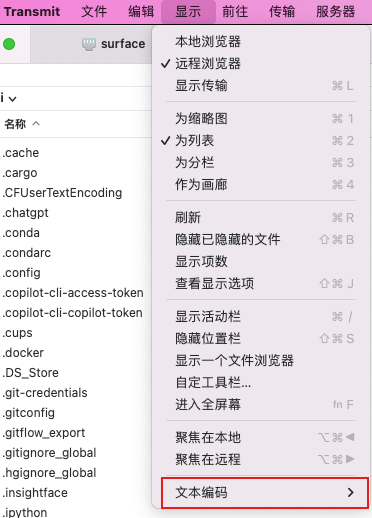 Transmit 文件 编辑 显示 前往 传输 服务器
surface
i
名称
.cache
.cargo
.CFUserTextEncoding
.chatgpt
.conda
.condarc
.config
.copilot-cli-access-token
.copilot-cli-copilot-token
.cups
.docker
.DS_Store
.git-credentials
.gitconfig
.gitflow_export
.gitignore_global
.hgignore_global
.insightface
.ipython
本地浏览器
✓ 远程浏览器
显示传输 ⌘ L
为缩略图 ⌘ 1
✓ 为列表 ⌘ 2
为分栏 ⌘ 3
作为画廊 ⌘ 4
刷新 ⌘ R
隐藏已隐藏的文件 ⇧⌘ B
显示项数
查看显示选项 ⇧⌘ J
显示活动栏 ⌘ /
隐藏位置栏 ⇧⌘ S
显示一个文件浏览器
自定工具栏...
进入全屏幕 fn F
聚焦在本地 ⌥⌘◀
聚焦在远程 ⌥⌘▶
文本编码 >